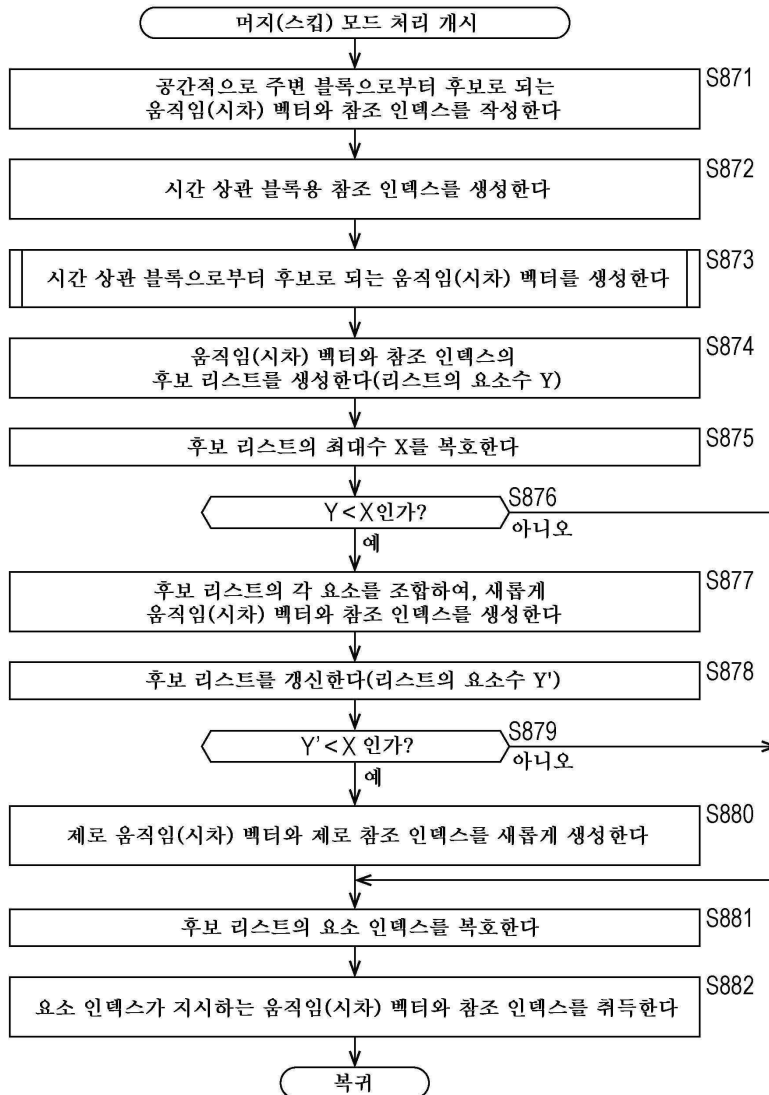 머지(스킵) 모드 처리 개시
S871
공간적으로 주변 블록으로부터 후보로 되는
움직임(시차) 벡터와 참조 인덱스를 작성한다
S872
시간 상관 블록용 참조 인덱스를 생성한다
S873
시간 상관 블록으로부터 후보로 되는 움직임(시차) 벡터를 생성한다
S874
움직임(시차) 벡터와 참조 인덱스의
후보 리스트를 생성한다(리스트의 요소수 Y)
S875
후보 리스트의 최대수 X를 복호한다
S876
Y<X인가?
아니오
예
S877
후보 리스트의 각 요소를 조합하여, 새롭게
움직임(시차) 벡터와 참조 인덱스를 생성한다
S878
후보 리스트를 갱신한다(리스트의 요소수 Y')
S879
Y'<X 인가?
아니오
예
S880
제로 움직임(시차) 벡터와 제로 참조 인덱스를 새롭게 생성한다
S881
후보 리스트의 요소 인덱스를 복호한다
S882
요소 인덱스가 지시하는 움직임(시차) 벡터와 참조 인덱스를 취득한다
복귀